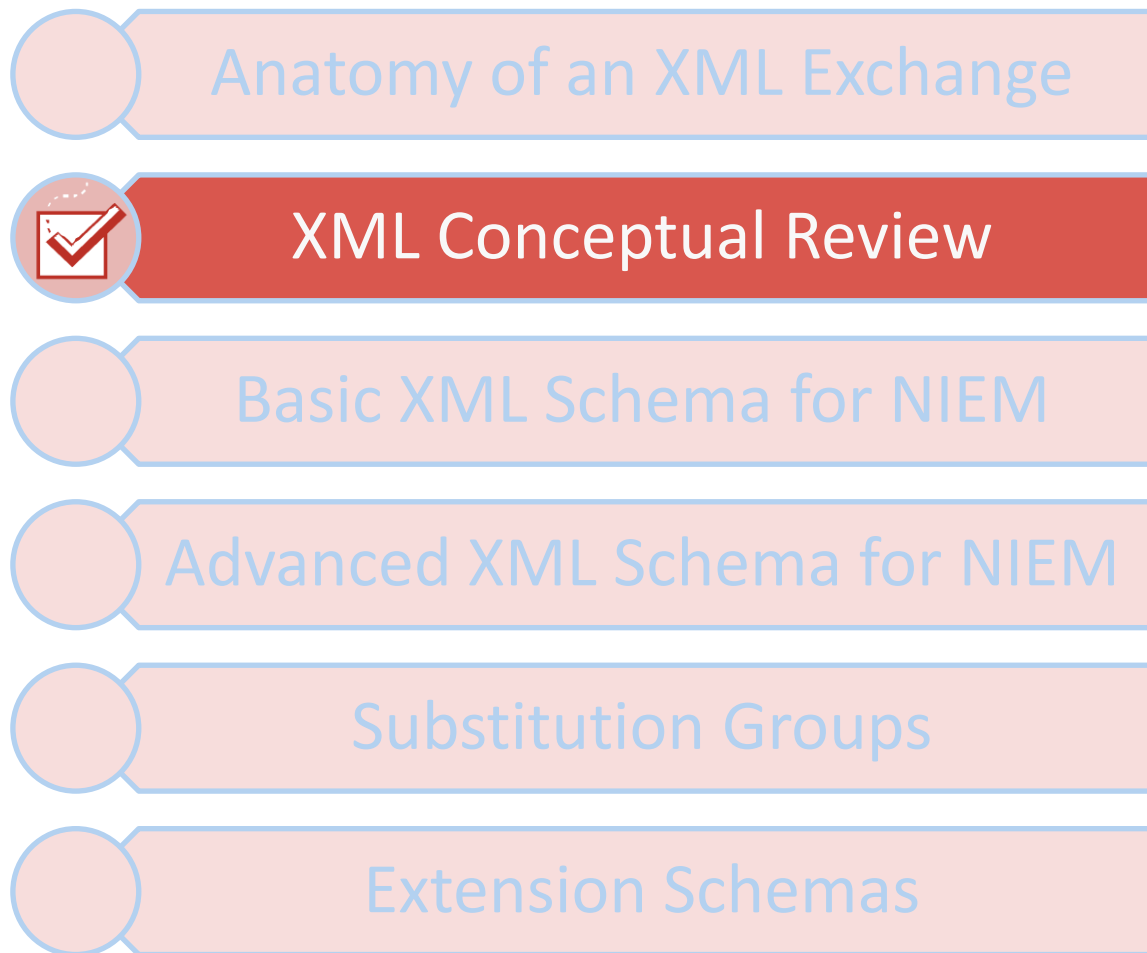 Anatomy of an XML Exchange
XML Conceptual Review
Basic XML Schema for NIEM
Advanced XML Schema for NIEM
Substitution Groups
Extension Schemas